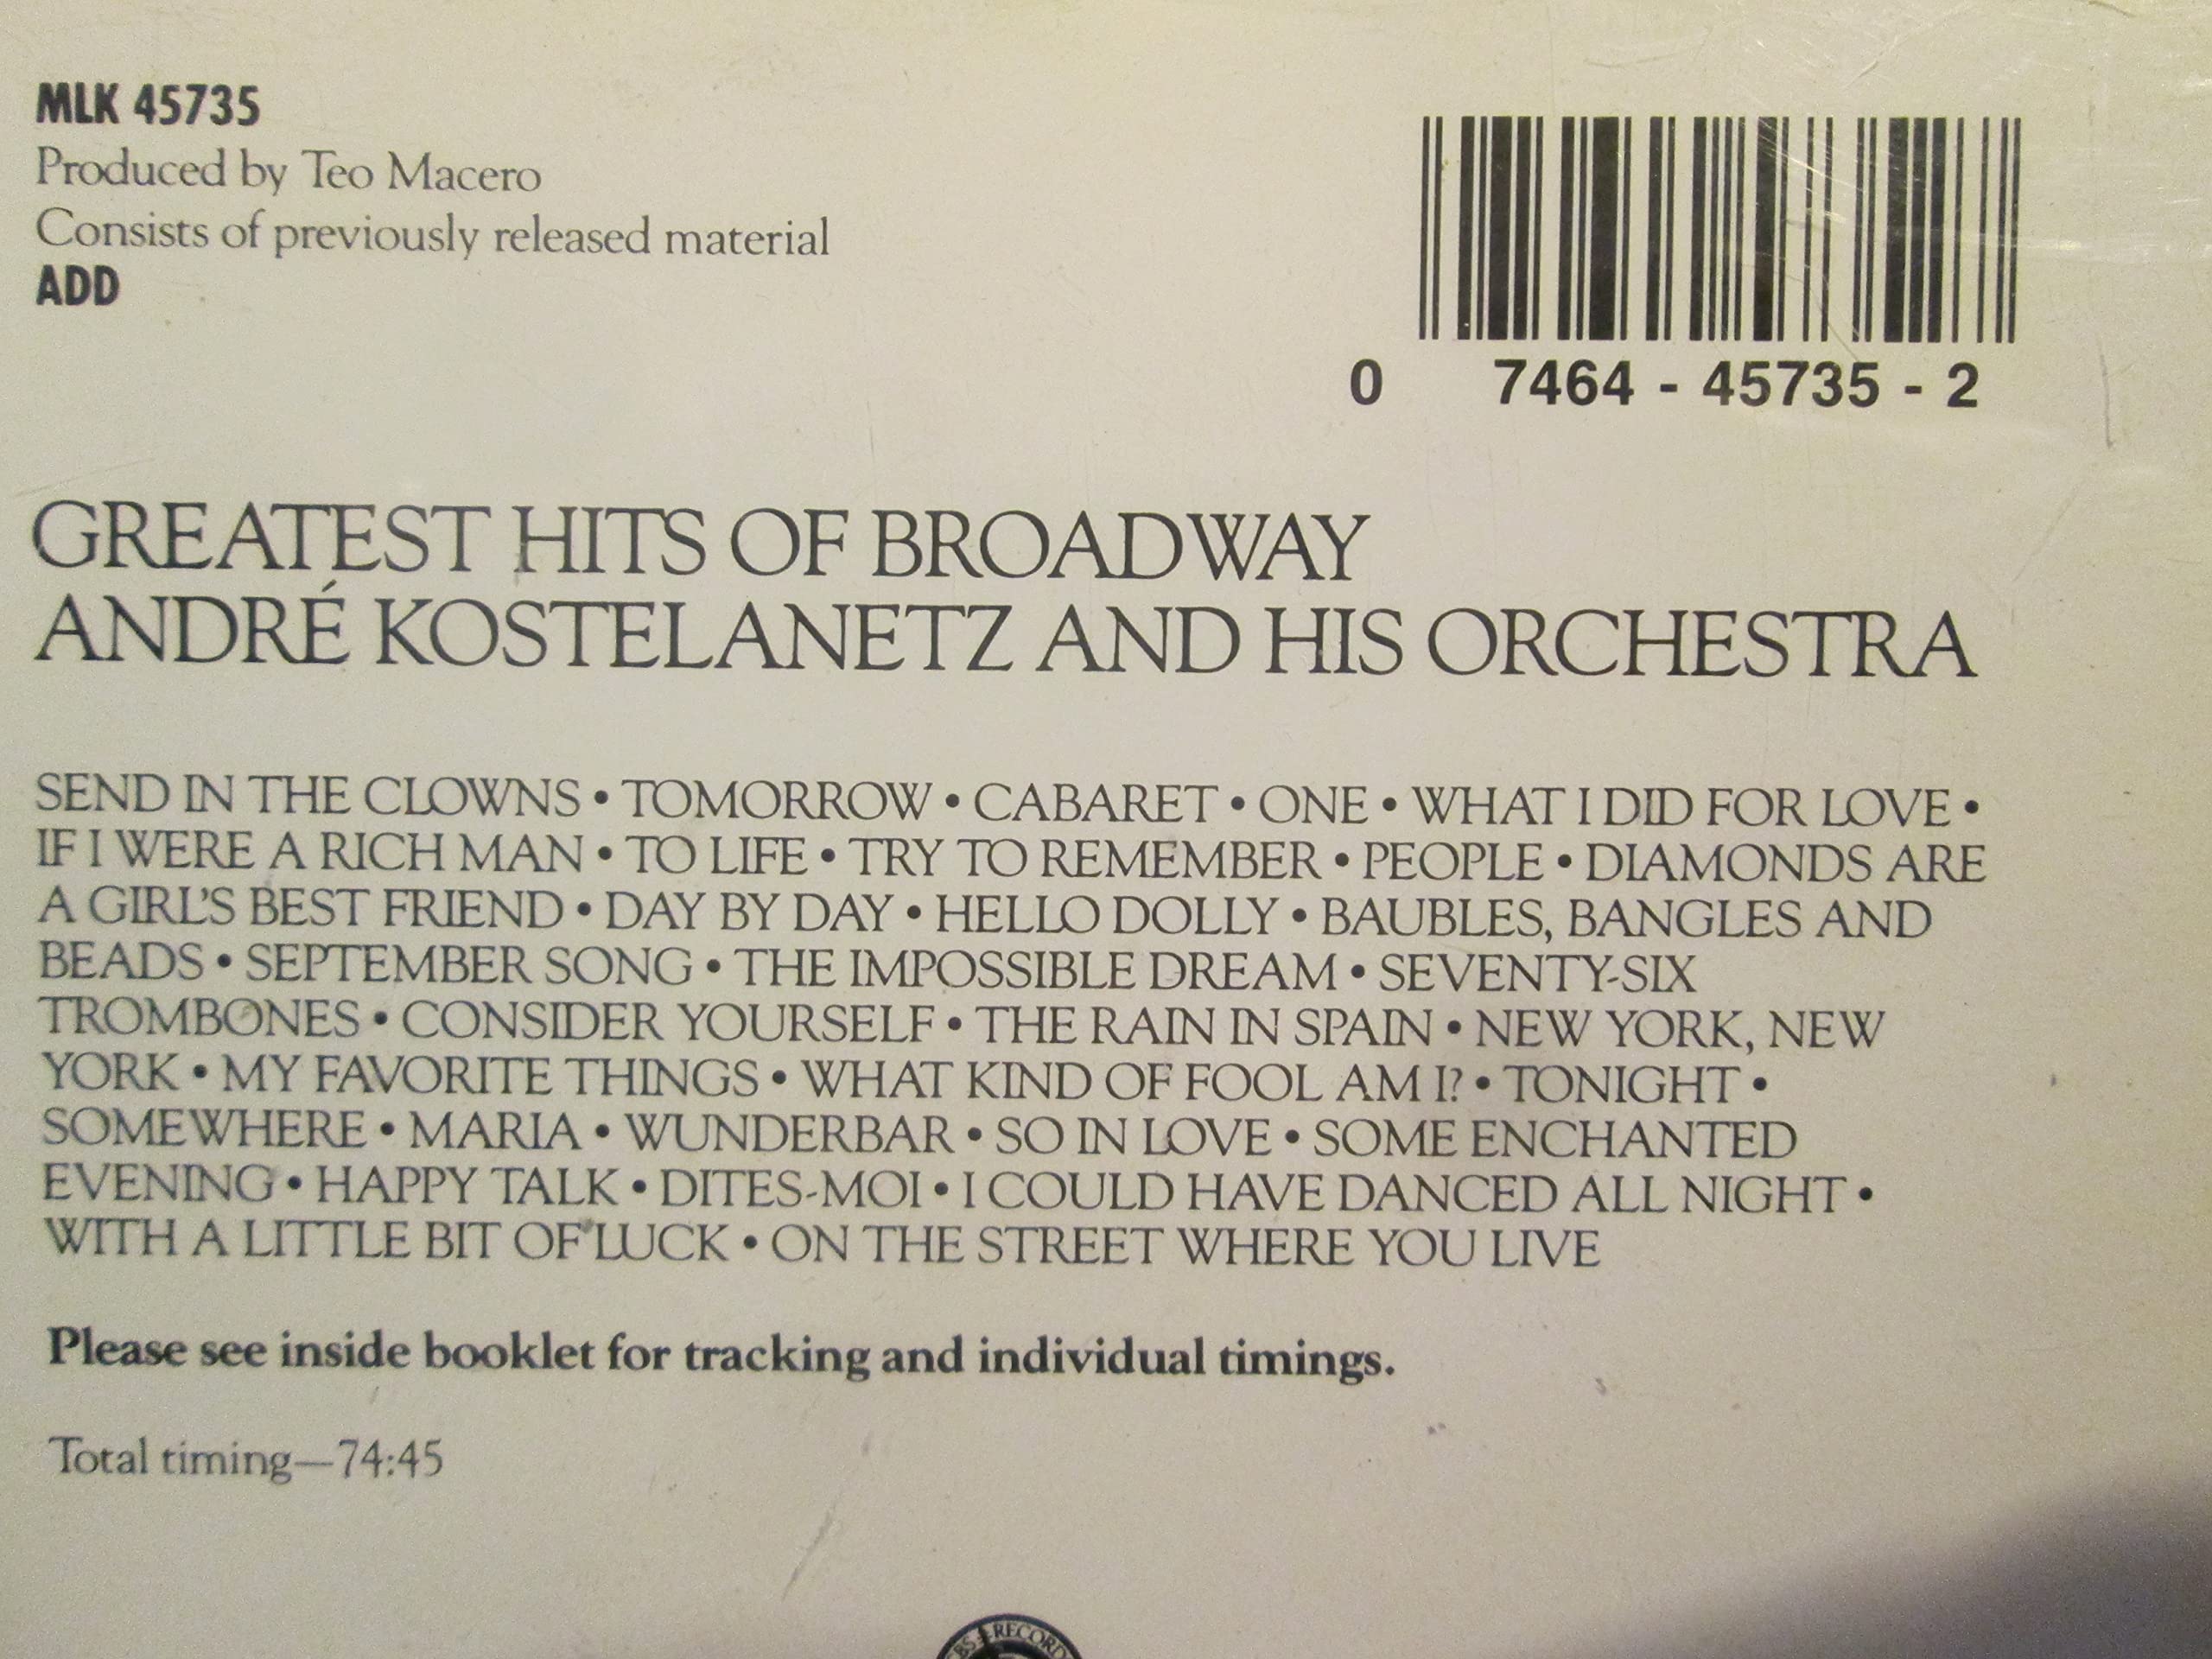 MLK 45735
Produced by Teo Macero
Consists of previously released material
ADD
0 7464 - 45735 - 2
GREATEST HITS OF BROADWAY
ANDRÉ KOSTELANETZ AND HIS ORCHESTRA
SEND IN THE CLOWNS • TOMORROW • CABARET • ONE • WHAT I DID FOR LOVE •
IF I WERE A RICH MAN • TO LIFE • TRY TO REMEMBER • PEOPLE • DIAMONDS ARE
A GIRL'S BEST FRIEND • DAY BY DAY • HELLO DOLLY • BAUBLES, BANGLES AND
BEADS • SEPTEMBER SONG • THE IMPOSSIBLE DREAM • SEVENTY-SIX
TROMBONES • CONSIDER YOURSELF • THE RAIN IN SPAIN • NEW YORK, NEW
YORK • MY FAVORITE THINGS • WHAT KIND OF FOOL AM I? • TONIGHT •
SOMEWHERE • MARIA • WUNDERBAR • SO IN LOVE • SOME ENCHANTED
EVENING • HAPPY TALK • DITES-MOI • I COULD HAVE DANCED ALL NIGHT •
WITH A LITTLE BIT OF LUCK • ON THE STREET WHERE YOU LIVE
Please see inside booklet for tracking and individual timings.
Total timing—74:45